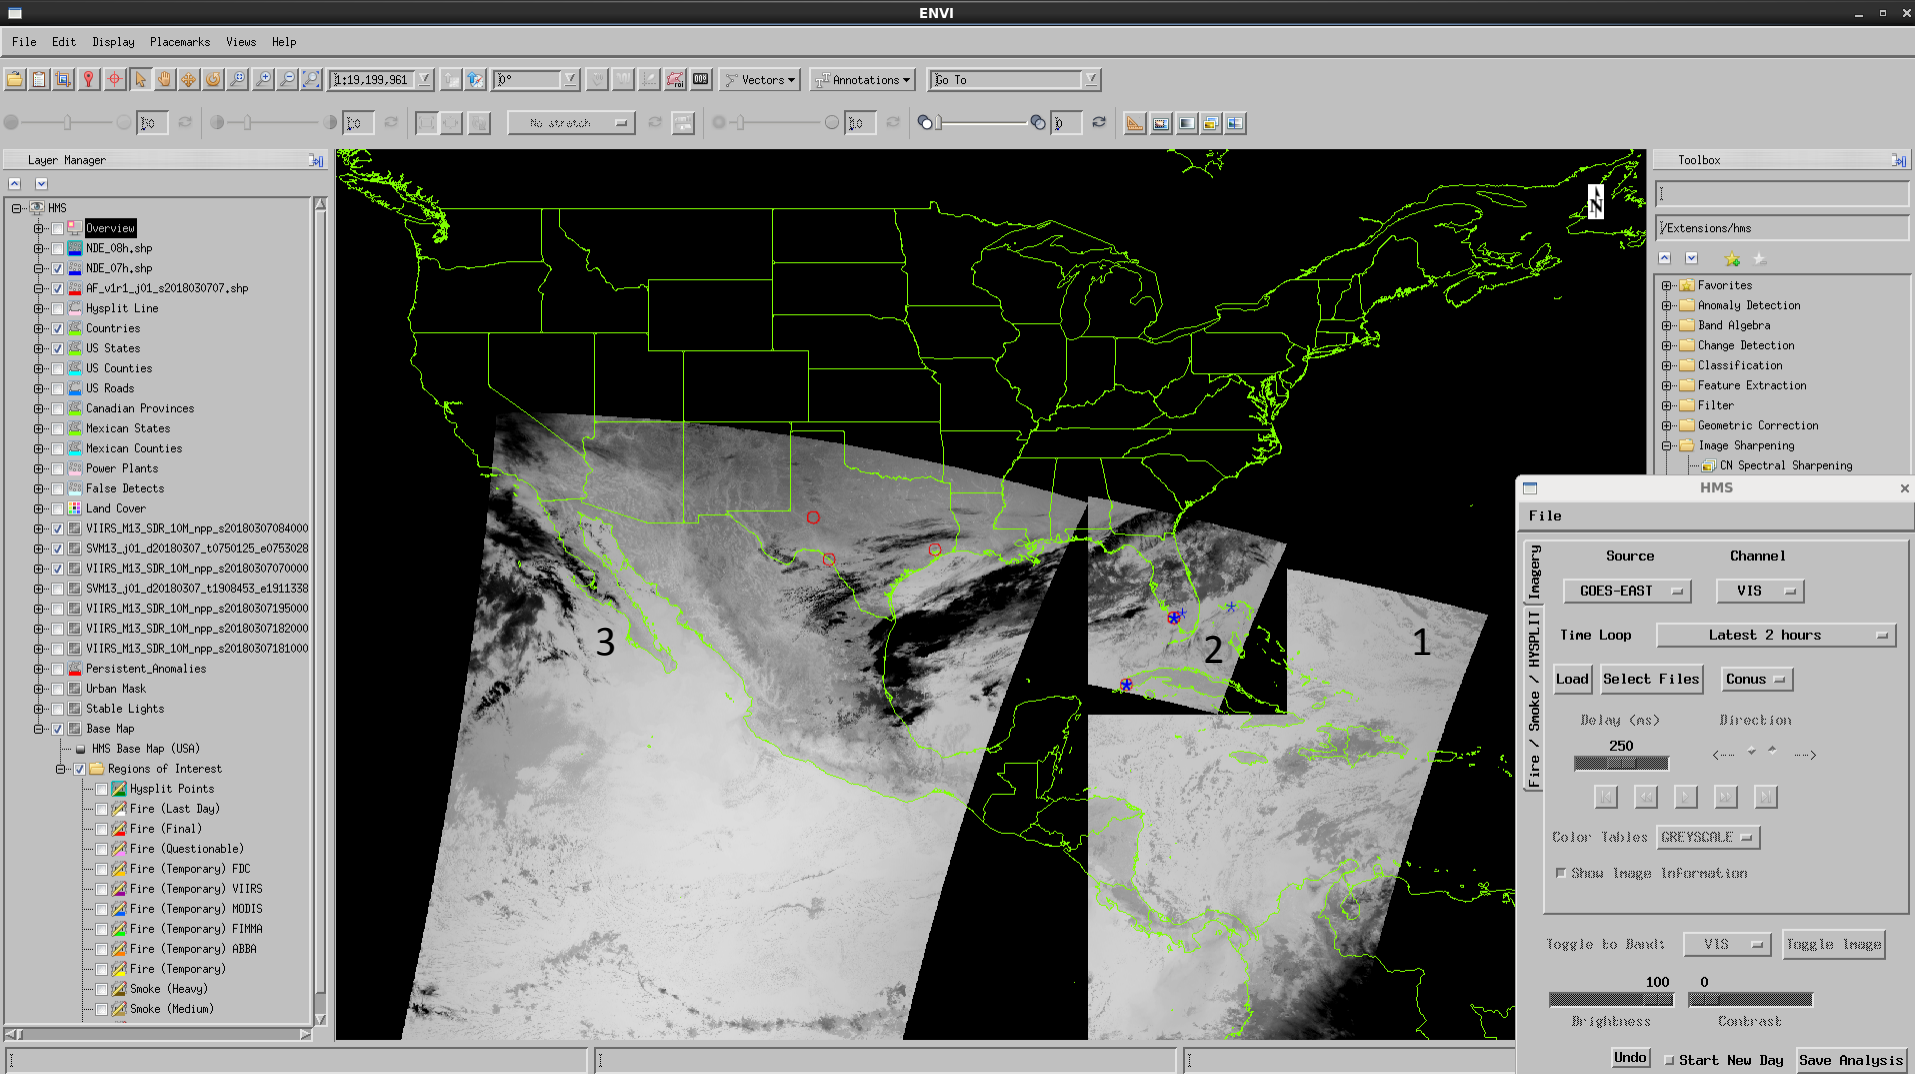 ENVI
File Edit Display Placemarks Views Help
1:19,199,961 0° Vectors Annotations Go To
No stretch
Layer Manager
HMS
Overview
NDE_08h.shp
NDE_07h.shp
AF_v1r1_j01_s2018030707.shp
Hysplit Line
Countries
US States
US Counties
US Roads
Canadian Provinces
Mexican States
Mexican Counties
Power Plants
False Detects
Land Cover
VIIRS_M13_SDR_10M_npp_s20180307084000
SVM13_j01_d20180307_t0750125_e0753028
VIIRS_M13_SDR_10M_npp_s20180307070000
SVM13_j01_d20180307_t1908453_e1911338
VIIRS_M13_SDR_10M_npp_s20180307195000
VIIRS_M13_SDR_10M_npp_s20180307182000
VIIRS_M13_SDR_10M_npp_s20180307181000
Persistent_Anomalies
Urban Mask
Stable Lights
Base Map
HMS Base Map (USA)
Regions of Interest
Hysplit Points
Fire (Last Day)
Fire (Final)
Fire (Questionable)
Fire (Temporary) FDC
Fire (Temporary) VIIRS
Fire (Temporary) MODIS
Fire (Temporary) FIMMA
Fire (Temporary) ABBA
Fire (Temporary)
Smoke (Heavy)
Smoke (Medium)
N
3
2
1
Toolbox
/Extensions/hms
Favorites
Anomaly Detection
Band Algebra
Change Detection
Classification
Feature Extraction
Filter
Geometric Correction
Image Sharpening
CN Spectral Sharpening
HMS
File
Imagery
Fire / Smoke / HYSPLIT
Source Channel
GOES-EAST VIS
Time Loop Latest 2 hours
Load Select Files Conus
Delay (ms) Direction
250
<--- --->
Color Tables GREYSCALE
Show Image Information
Toggle to Band: VIS Toggle Image
100 0
Brightness Contrast
Undo Start New Day Save Analysis